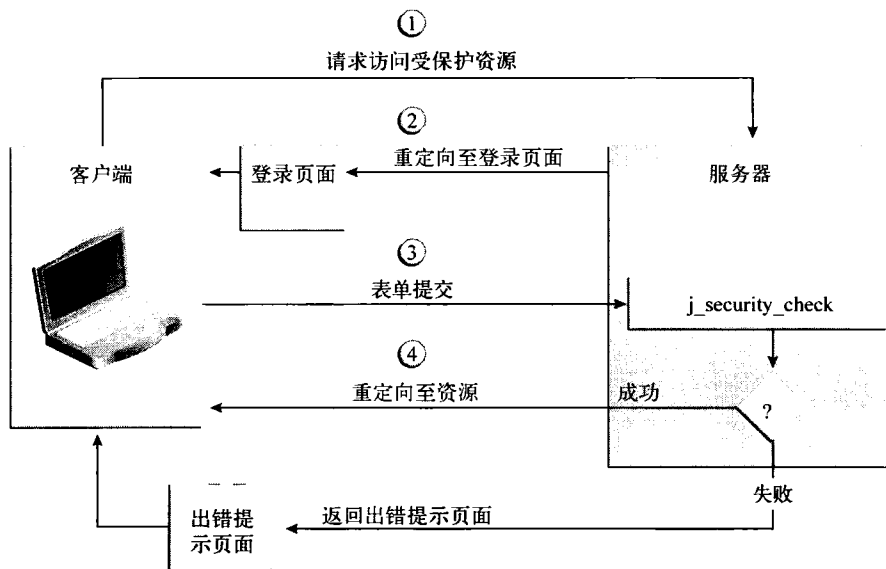 ①
请求访问受保护资源
②
客户端
登录页面
重定向至登录页面
服务器
③
表单提交
j_security_check
④
重定向至资源
成功
?
失败
出错提
示页面
返回出错提示页面